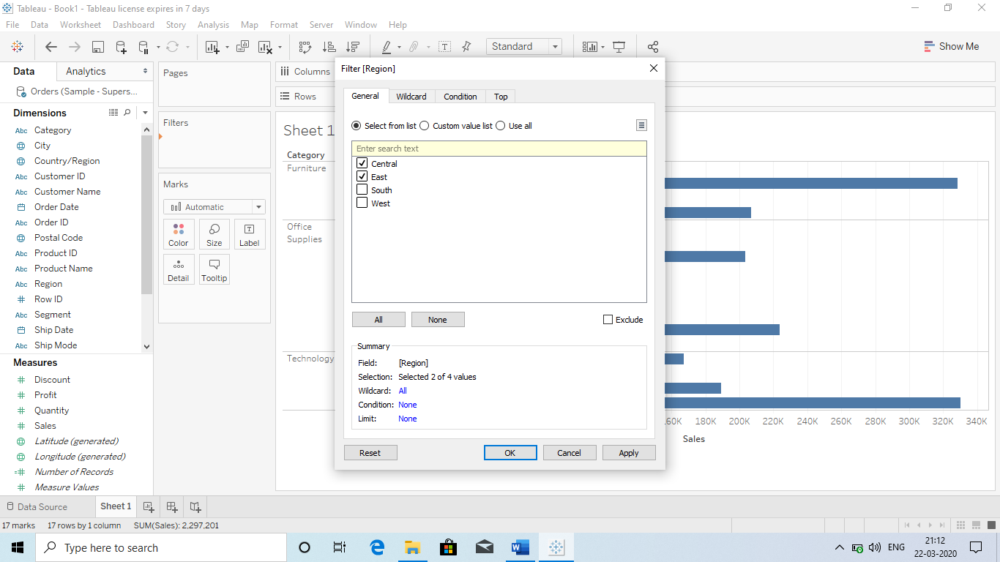 Tableau - Book1 - Tableau license expires in 7 days
File Data Worksheet Dashboard Story Analysis Map Format Server Window Help
Standard
Show Me
Data Analytics
Orders (Sample - Supers...
Dimensions
Abc Category
City
Country/Region
Abc Customer ID
Abc Customer Name
Order Date
Abc Order ID
Postal Code
Abc Product ID
Abc Product Name
Abc Region
# Row ID
Abc Segment
Ship Date
Abc Ship Mode
Measures
# Discount
# Profit
# Quantity
# Sales
Latitude (generated)
Longitude (generated)
=# Number of Records
# Measure Values
Pages
Filters
Marks
Automatic
Color Size Label
Detail Tooltip
Columns
Rows
Sheet 1
Category
Furniture
Office
Supplies
Technology
Filter [Region]
General Wildcard Condition Top
Select from list Custom value list Use all
Enter search text
Central
East
South
West
All None Exclude
Summary
Field: [Region]
Selection: Selected 2 of 4 values
Wildcard: All
Condition: None
Limit: None
Reset OK Cancel Apply
60K 180K 200K 220K 240K 260K 280K 300K 320K 340K
Sales
Data Source Sheet 1
17 marks 17 rows by 1 column SUM(Sales): 2,297,201
Type here to search
ENG
21:12
22-03-2020